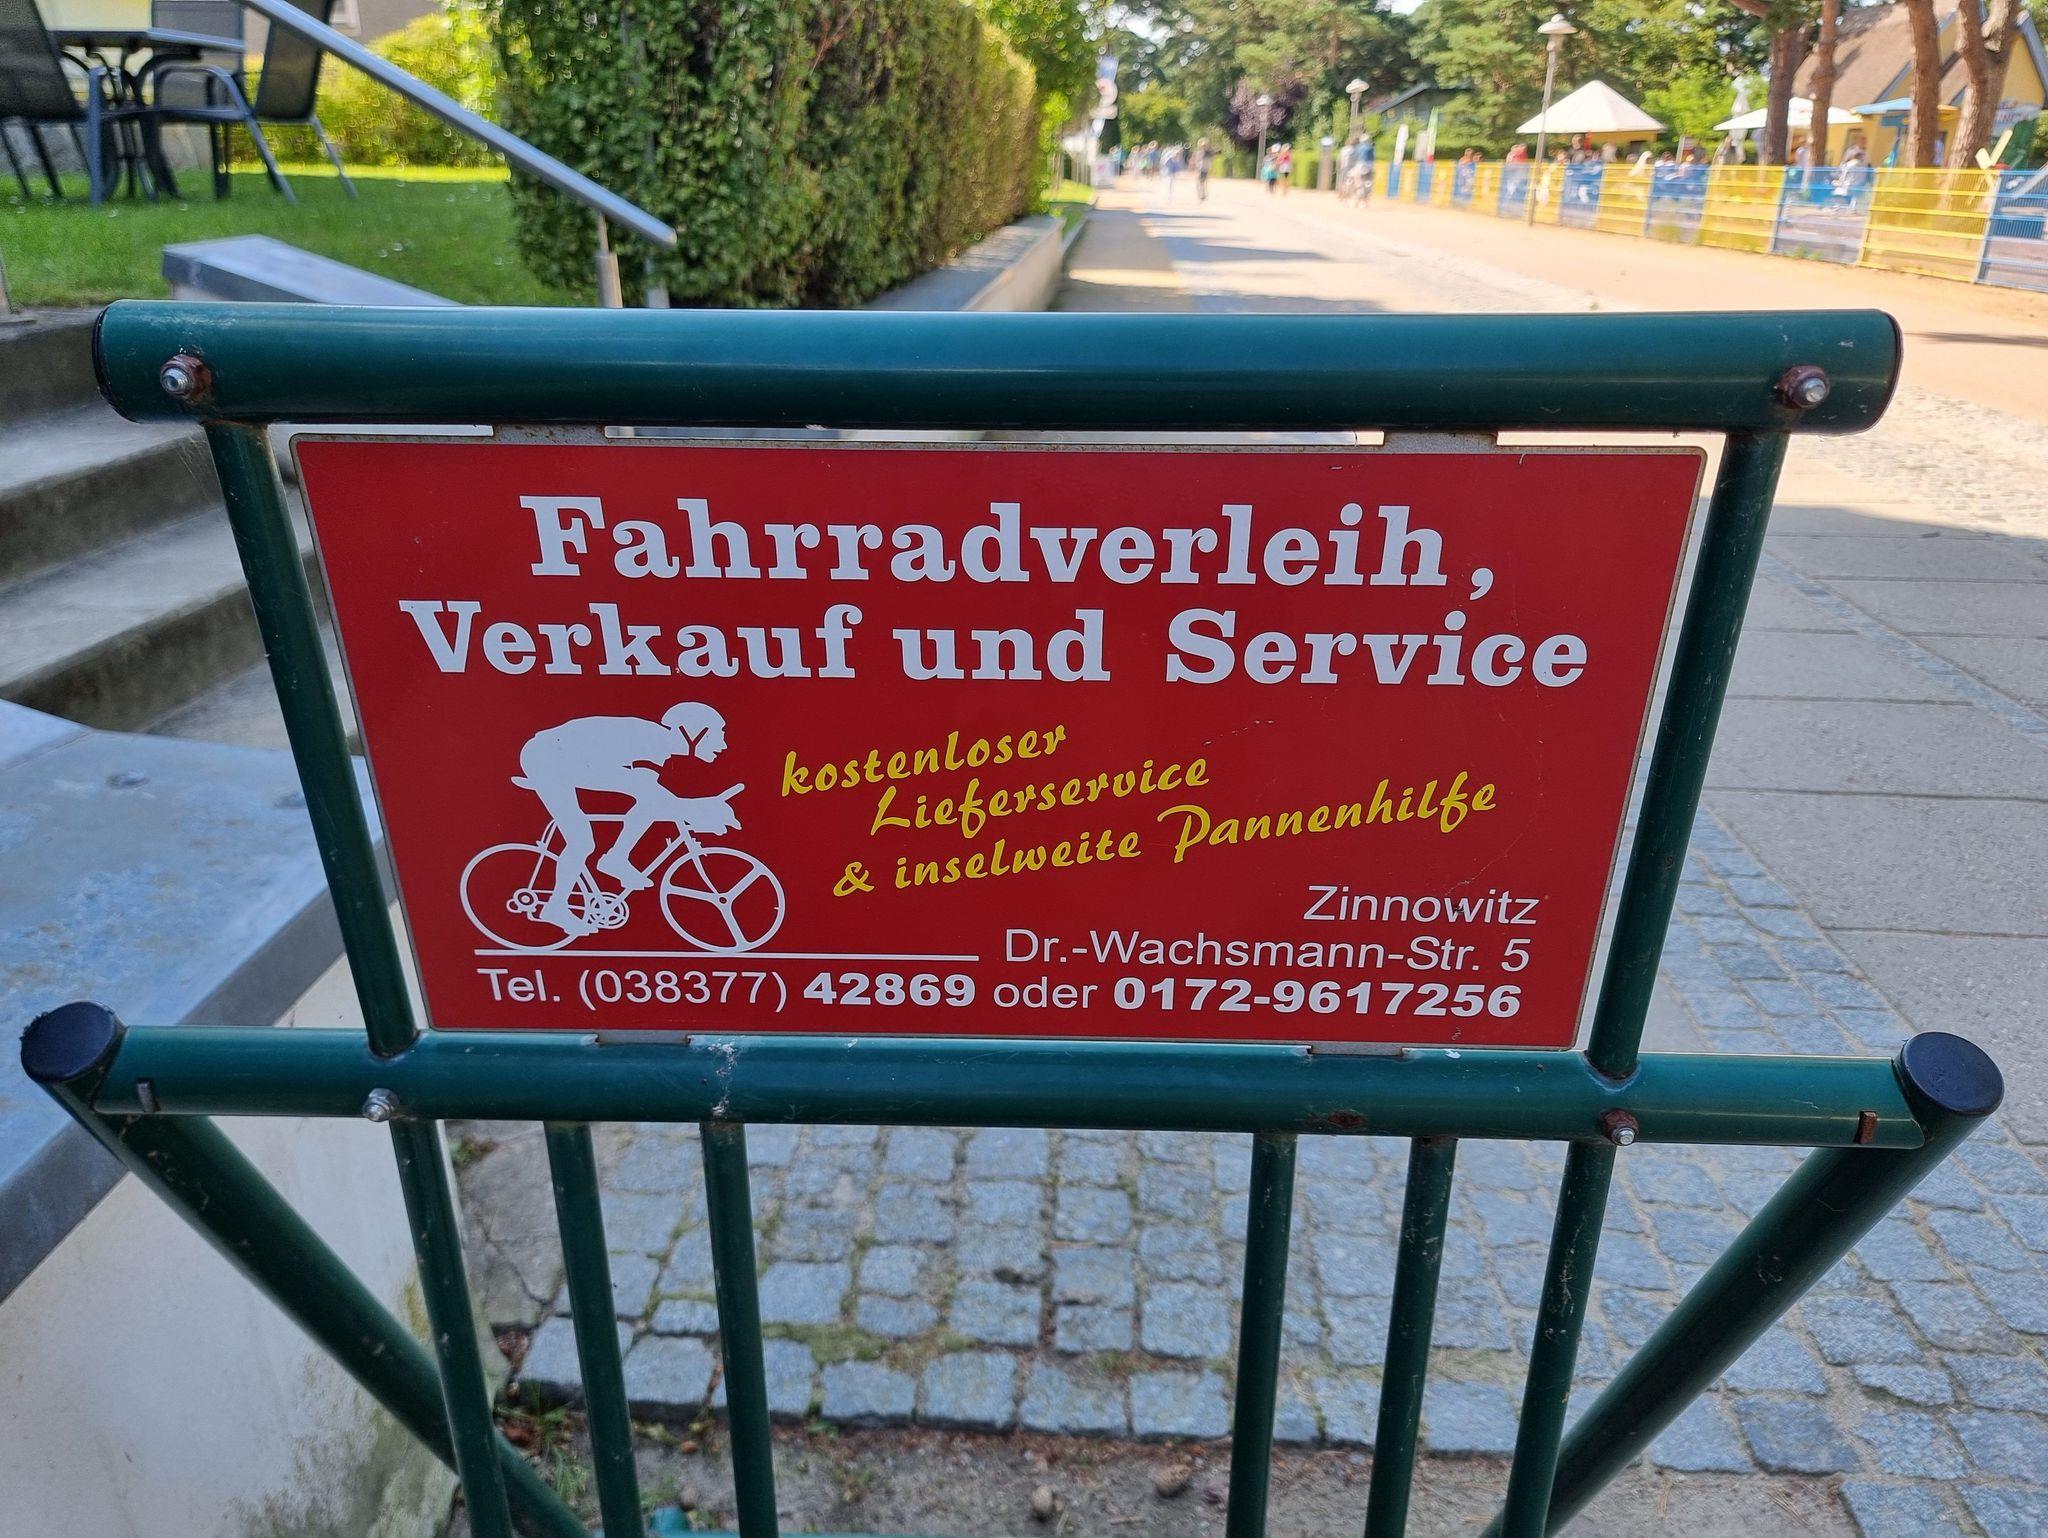 Fahrradverleih,
Verkauf und Service
kostenloser
Lieferservice
& inselweite Pannenhilfe
Zinnowitz
Dr.-Wachsmann-Str. 5
Tel. (038377) 42869 oder 0172-9617256